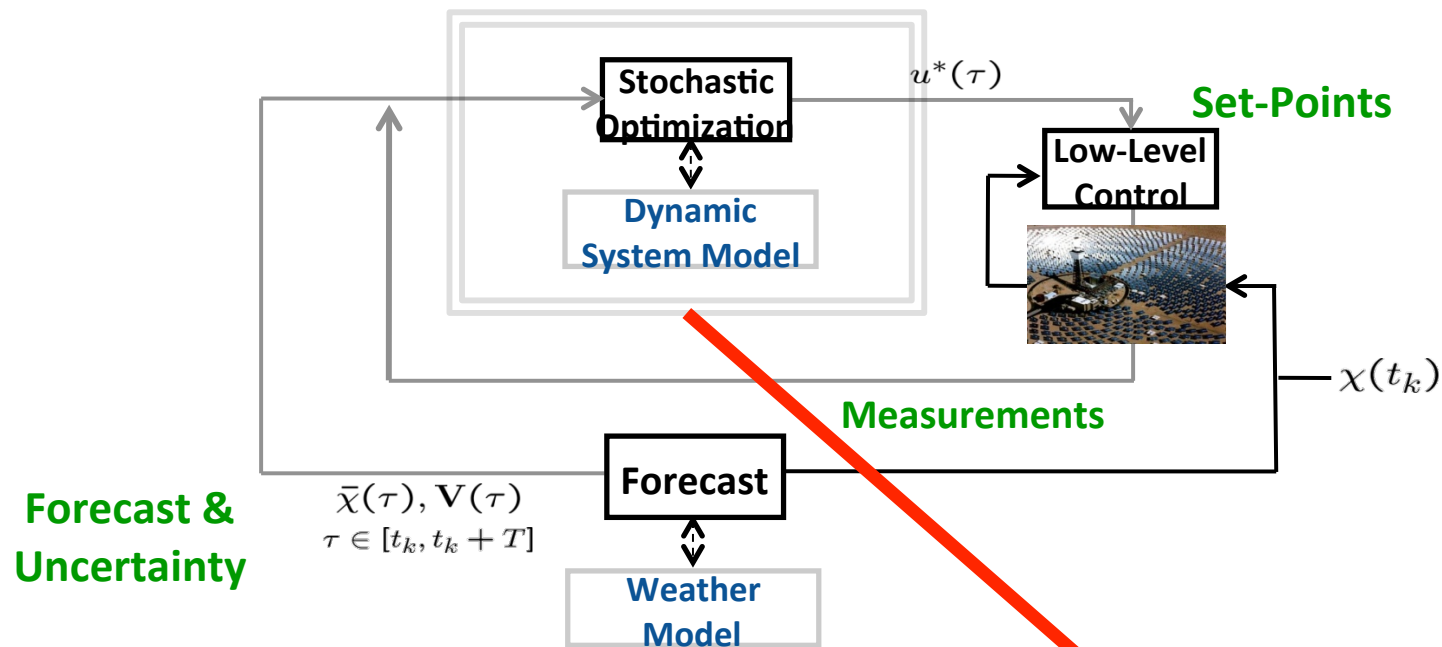 Stochastic
Optimization
u*(τ)
Set-Points
Low-Level
Control
Dynamic
System Model
χ(t_k)
Measurements
Forecast
χ̄(τ), V(τ)
τ ∈ [t_k, t_k + T]
Forecast &
Uncertainty
Weather
Model